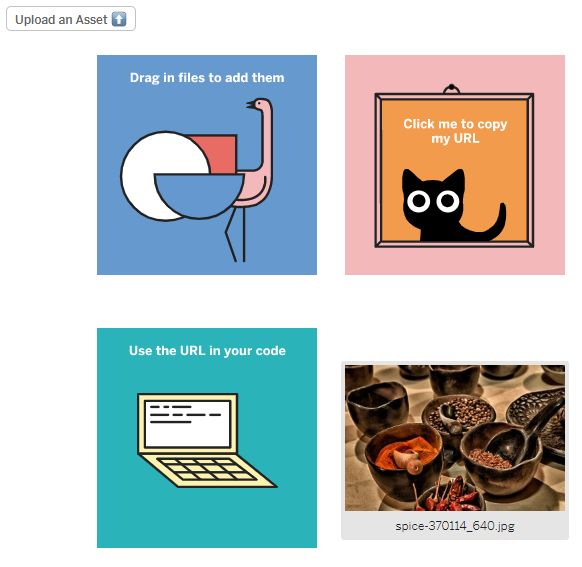 Upload an Asset
Drag in files to add them
Click me to copy
my URL
Use the URL in your code
spice-370114_640.jpg